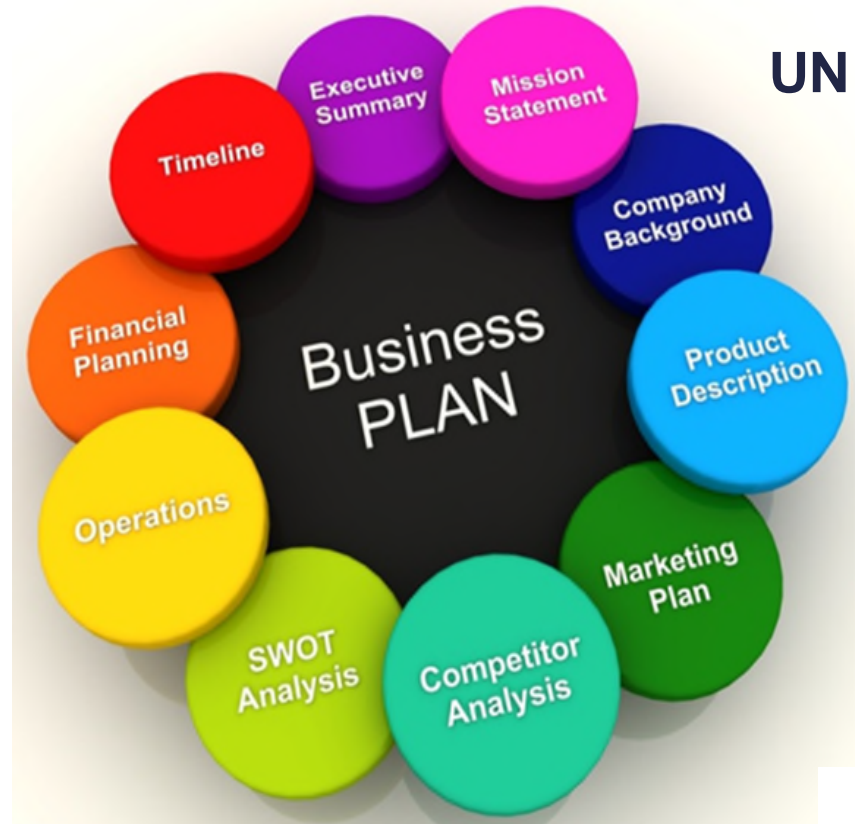 UN
Executive
Summary
Mission
Statement
Company
Background
Product
Description
Marketing
Plan
Competitor
Analysis
SWOT
Analysis
Operations
Financial
Planning
Timeline
Business
PLAN